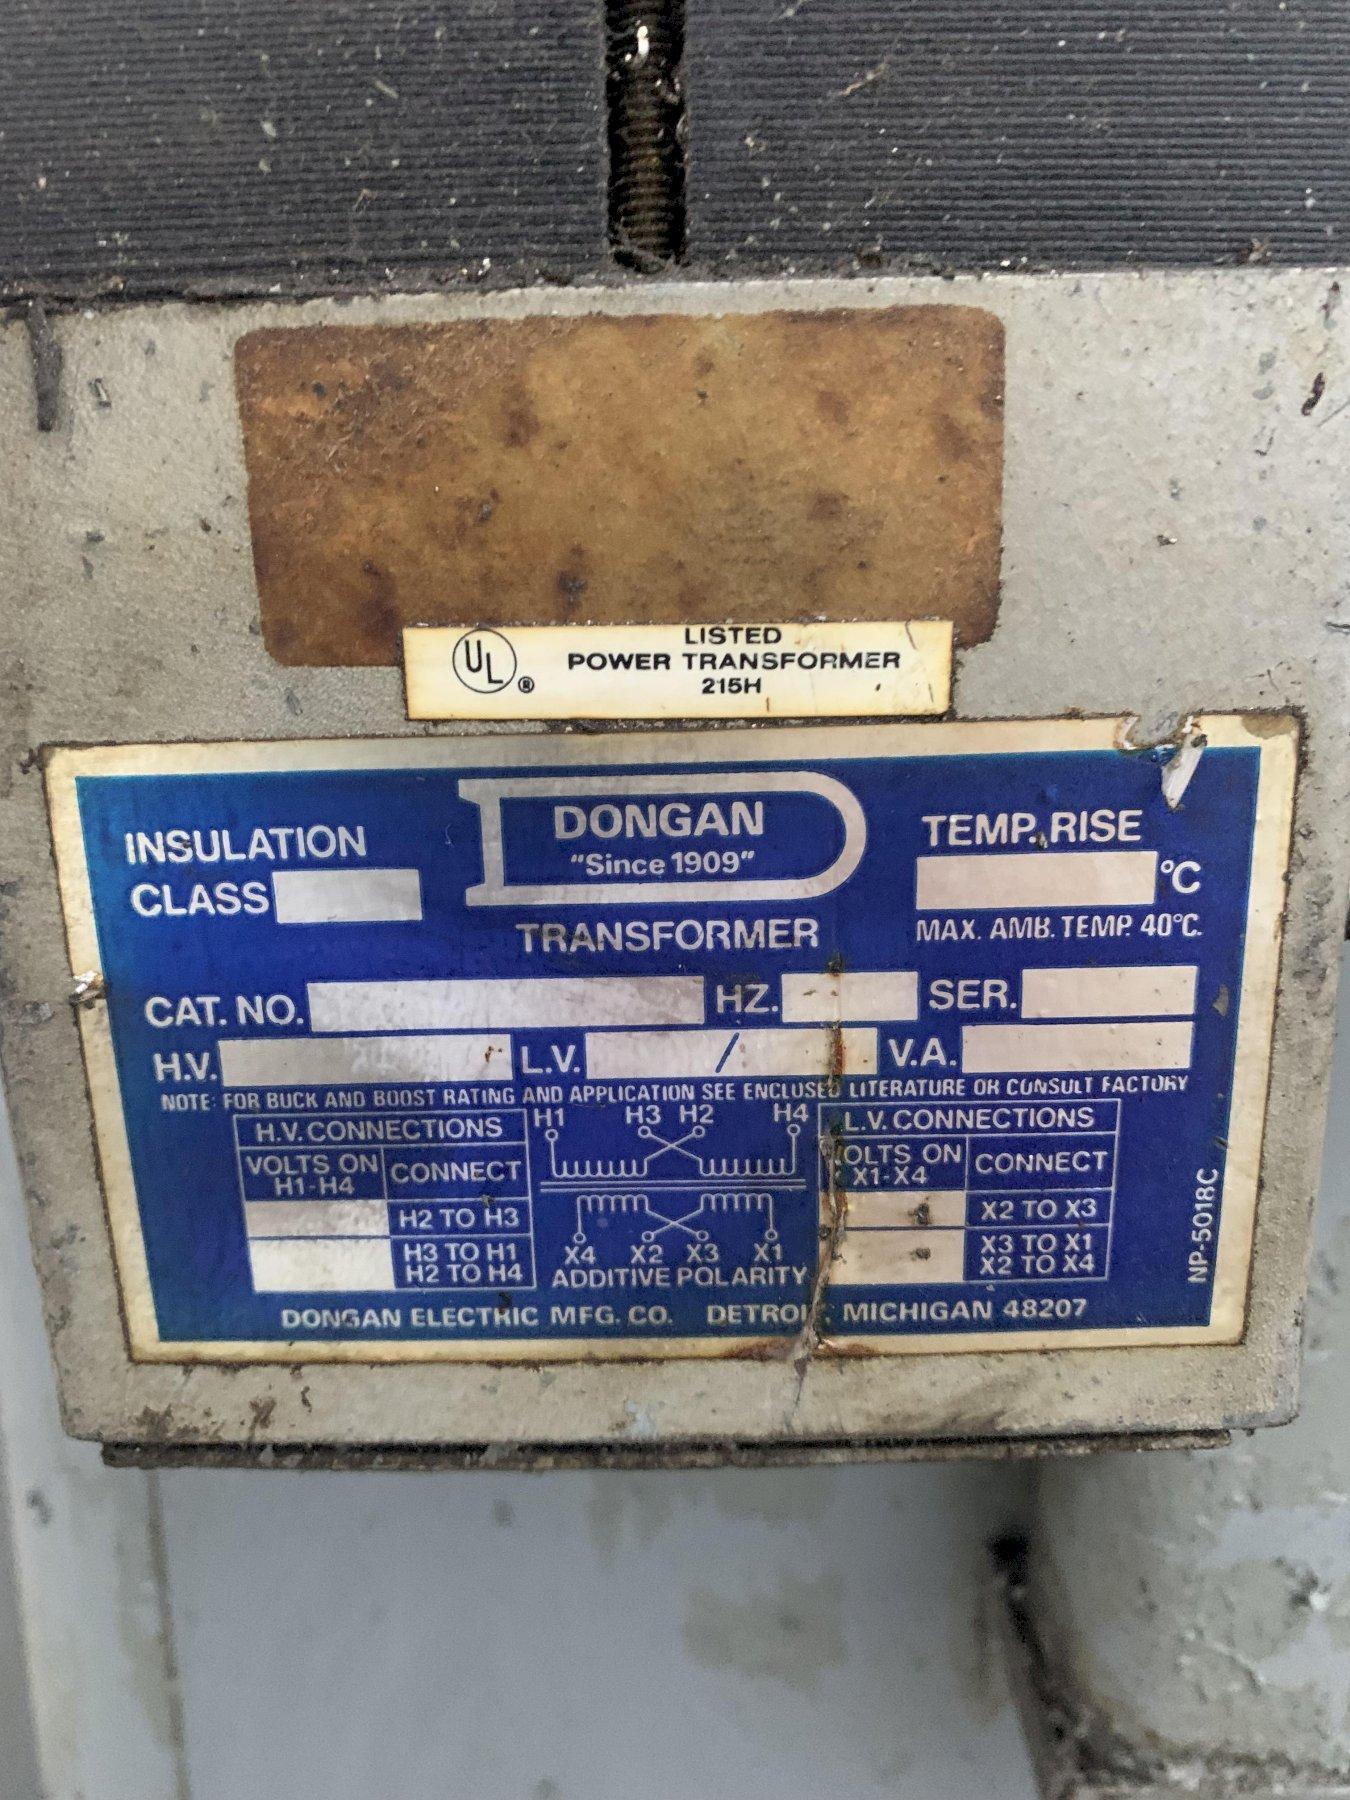 UL ®
LISTED
POWER TRANSFORMER
215H
INSULATION
CLASS
DONGAN
"Since 1909"
TRANSFORMER
TEMP. RISE
°C
MAX. AMB. TEMP. 40°C.
CAT. NO. HZ. SER.
H.V. L.V. / V.A.
NOTE: FOR BUCK AND BOOST RATING AND APPLICATION SEE ENCLOSED LITERATURE OR CONSULT FACTORY
H.V. CONNECTIONS
VOLTS ON
H1-H4
CONNECT
H2 TO H3
H3 TO H1
H2 TO H4
H1 H3 H2 H4
X4 X2 X3 X1
ADDITIVE POLARITY
L.V. CONNECTIONS
VOLTS ON
X1-X4
CONNECT
X2 TO X3
X3 TO X1
X2 TO X4
NP-5018C
DONGAN ELECTRIC MFG. CO. DETROIT, MICHIGAN 48207